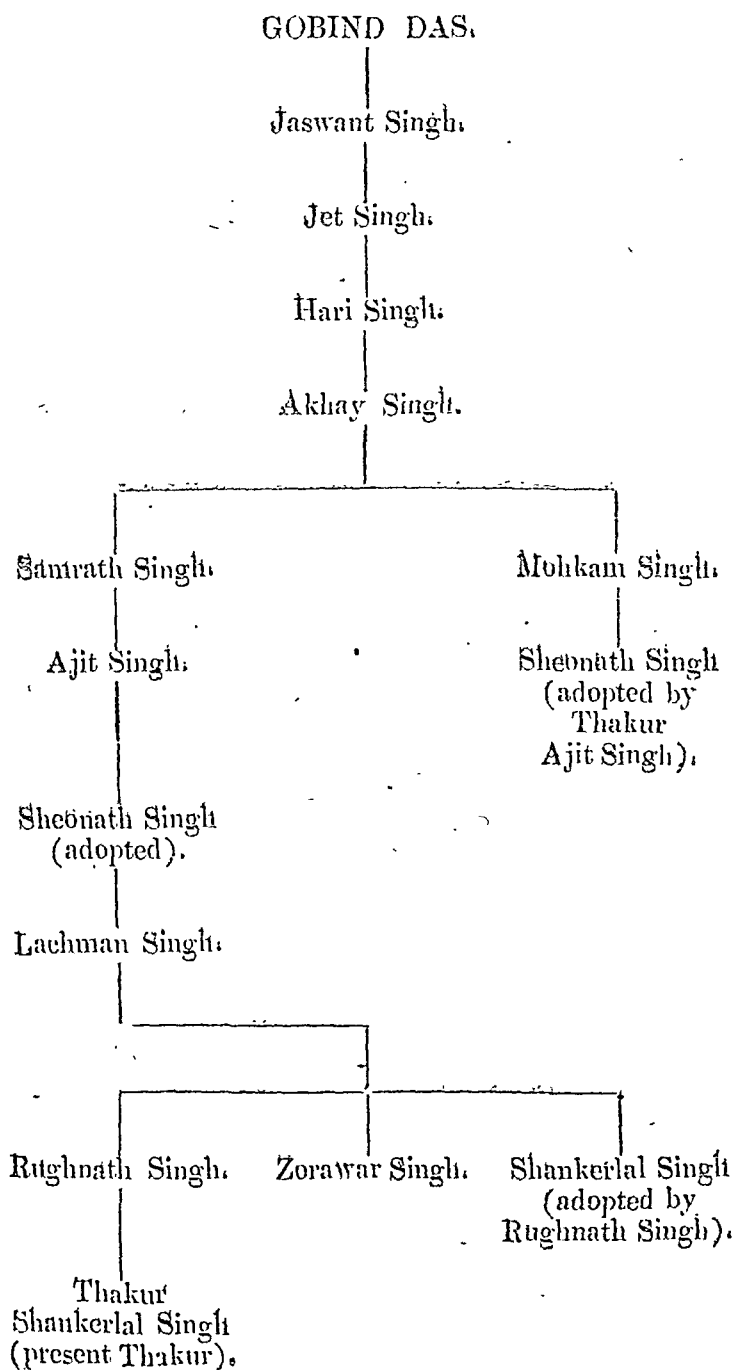 GOBIND DAS.
Jaswant Singh.
Jet Singh.
Hari Singh.
Akhay Singh.
Samrath Singh.
Mohkam Singh.
Ajit Singh.
Sheonath Singh
(adopted by
Thakur
Ajit Singh).
Sheonath Singh
(adopted).
Lachman Singh.
Rughnath Singh.
Zorawar Singh.
Shankerlal Singh
(adopted by
Rughnath Singh).
Thakur
Shankerlal Singh
(present Thakur).